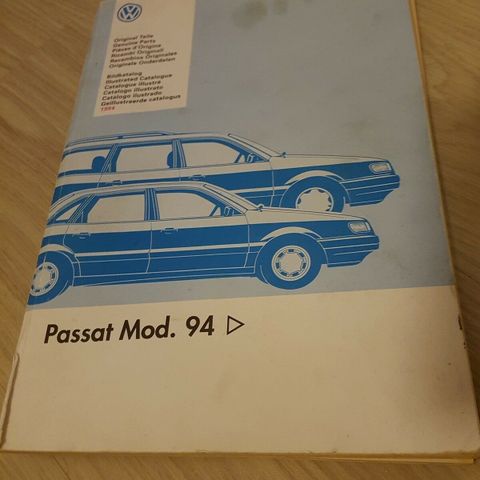 Original Teile
Genuine Parts
Pièces d'Origine
Ricambi Originali
Recambios Originales
Originele Onderdelen
Bildkatalog
Illustrated Catalogue
Catalogue illustré
Catalogo illustrato
Catálogo ilustrado
Geïllustreerde catalogus
1994
Passat Mod. 94 ▷